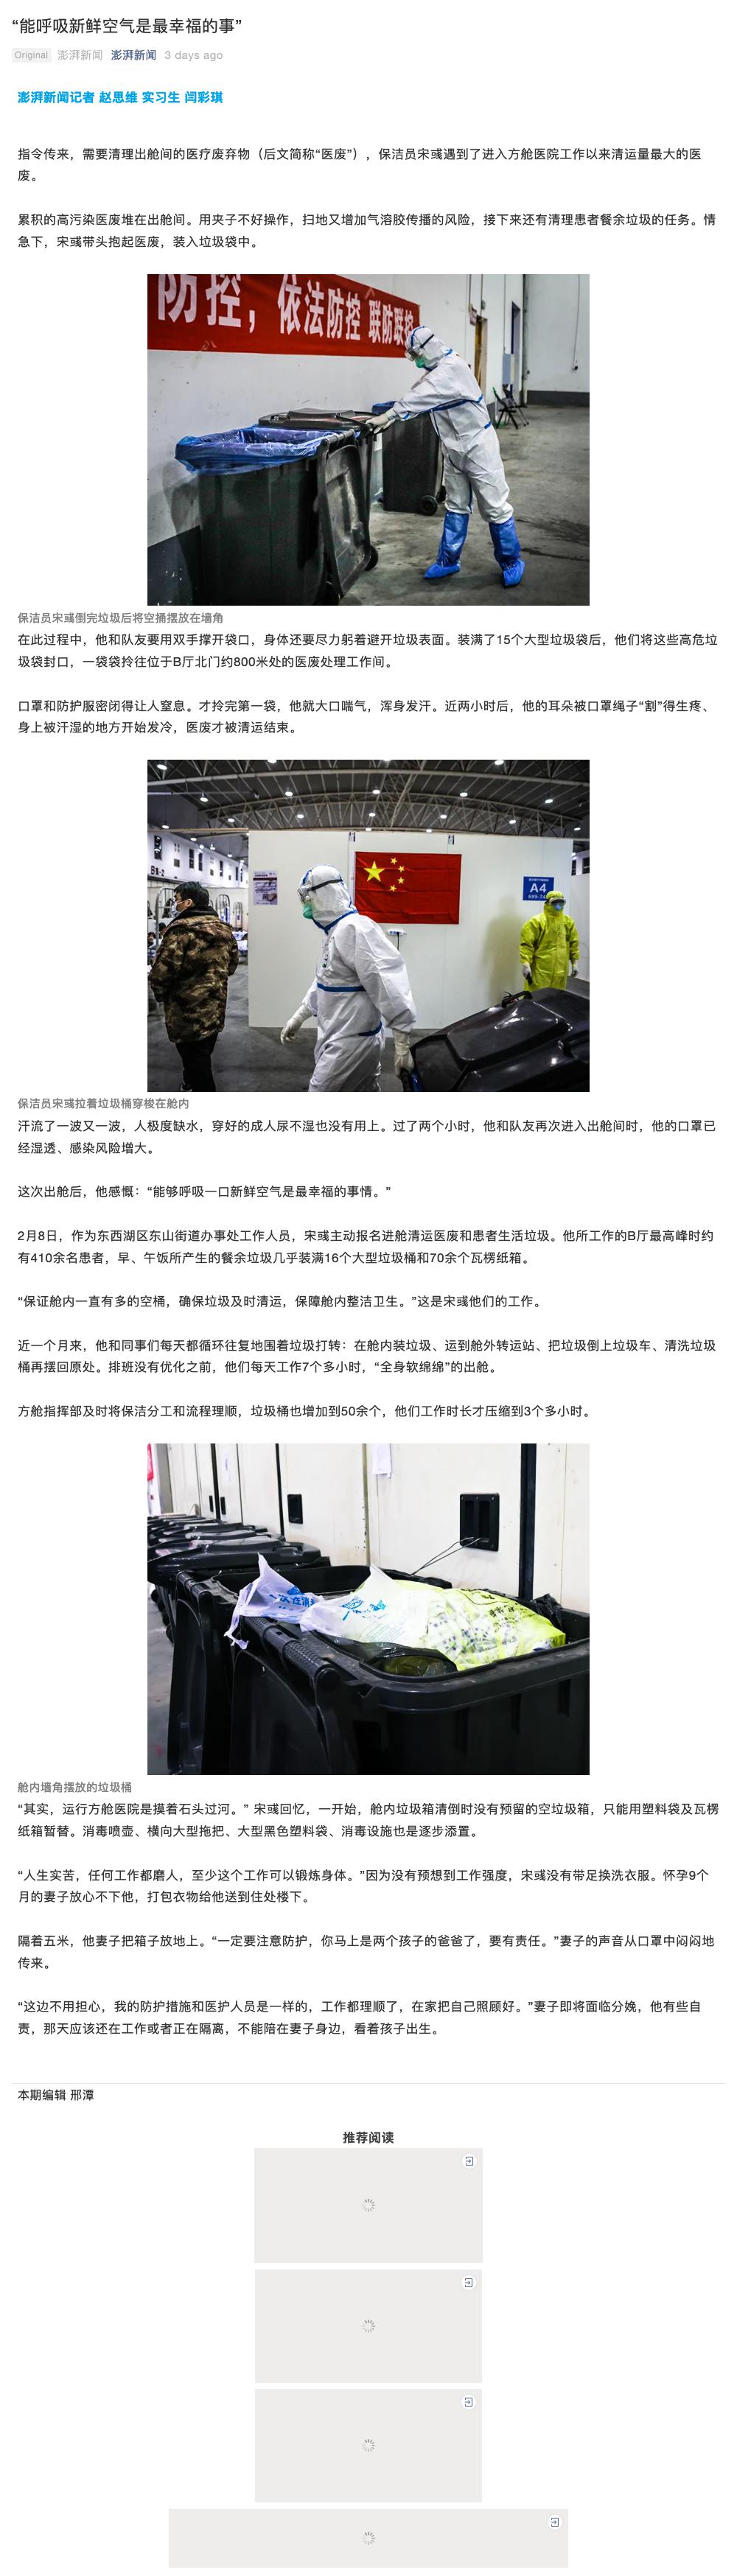 “能呼吸新鲜空气是最幸福的事”
Original 澎湃新闻 澎湃新闻 3 days ago
澎湃新闻记者 赵思维 实习生 闫彩琪
指令传来，需要清理出舱间的医疗废弃物（后文简称“医废”），保洁员宋彧遇到了进入方舱医院工作以来清运量最大的医
废。
累积的高污染医废堆在出舱间。用夹子不好操作，扫地又增加气溶胶传播的风险，接下来还有清理患者餐余垃圾的任务。情
急下，宋彧带头抱起医废，装入垃圾袋中。
防控，依法防控 联防联控
保洁员宋彧倒完垃圾后将空捅摆放在墙角
在此过程中，他和队友要用双手撑开袋口，身体还要尽力躬着避开垃圾表面。装满了15个大型垃圾袋后，他们将这些高危垃
圾袋封口，一袋袋拎往位于B厅北门约800米处的医废处理工作间。
口罩和防护服密闭得让人窒息。才拎完第一袋，他就大口喘气，浑身发汗。近两小时后，他的耳朵被口罩绳子“割”得生疼、
身上被汗湿的地方开始发冷，医废才被清运结束。
A4
保洁员宋彧拉着垃圾桶穿梭在舱内
汗流了一波又一波，人极度缺水，穿好的成人尿不湿也没有用上。过了两个小时，他和队友再次进入出舱间时，他的口罩已
经湿透、感染风险增大。
这次出舱后，他感慨：“能够呼吸一口新鲜空气是最幸福的事情。”
2月8日，作为东西湖区东山街道办事处工作人员，宋彧主动报名进舱清运医废和患者生活垃圾。他所工作的B厅最高峰时约
有410余名患者，早、午饭所产生的餐余垃圾几乎装满16个大型垃圾桶和70余个瓦楞纸箱。
“保证舱内一直有多的空桶，确保垃圾及时清运，保障舱内整洁卫生。”这是宋彧他们的工作。
近一个月来，他和同事们每天都循环往复地围着垃圾打转：在舱内装垃圾、运到舱外转运站、把垃圾倒上垃圾车、清洗垃圾
桶再摆回原处。排班没有优化之前，他们每天工作7个多小时，“全身软绵绵”的出舱。
方舱指挥部及时将保洁分工和流程理顺，垃圾桶也增加到50余个，他们工作时长才压缩到3个多小时。
舱内墙角摆放的垃圾桶
“其实，运行方舱医院是摸着石头过河。” 宋彧回忆，一开始，舱内垃圾箱清倒时没有预留的空垃圾箱，只能用塑料袋及瓦楞
纸箱暂替。消毒喷壶、横向大型拖把、大型黑色塑料袋、消毒设施也是逐步添置。
“人生实苦，任何工作都磨人，至少这个工作可以锻炼身体。”因为没有预想到工作强度，宋彧没有带足换洗衣服。怀孕9个
月的妻子放心不下他，打包衣物给他送到住处楼下。
隔着五米，他妻子把箱子放地上。“一定要注意防护，你马上是两个孩子的爸爸了，要有责任。”妻子的声音从口罩中闷闷地
传来。
“这边不用担心，我的防护措施和医护人员是一样的，工作都理顺了，在家把自己照顾好。”妻子即将面临分娩，他有些自
责，那天应该还在工作或者正在隔离，不能陪在妻子身边，看着孩子出生。
本期编辑 邢潭
推荐阅读